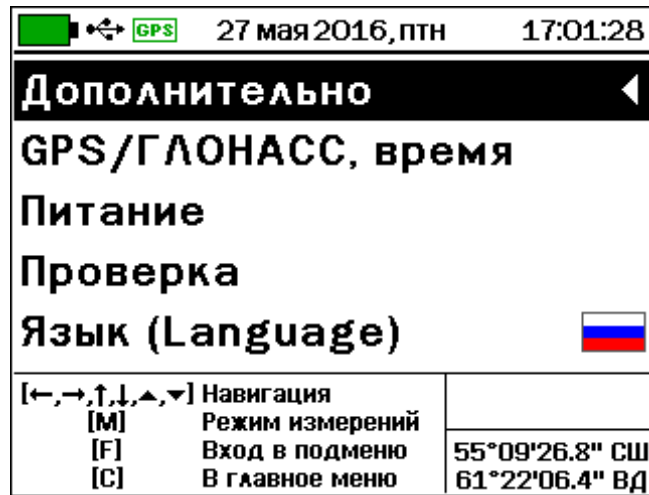 GPS 27 мая 2016, птн 17:01:28
Дополнительно
GPS/ГЛОНАСС, время
Питание
Проверка
Язык (Language)
[←,→,↑,↓,▲,▼] Навигация
[M] Режим измерений
[F] Вход в подменю
[C] В главное меню
55°09'26.8" СШ
61°22'06.4" ВД